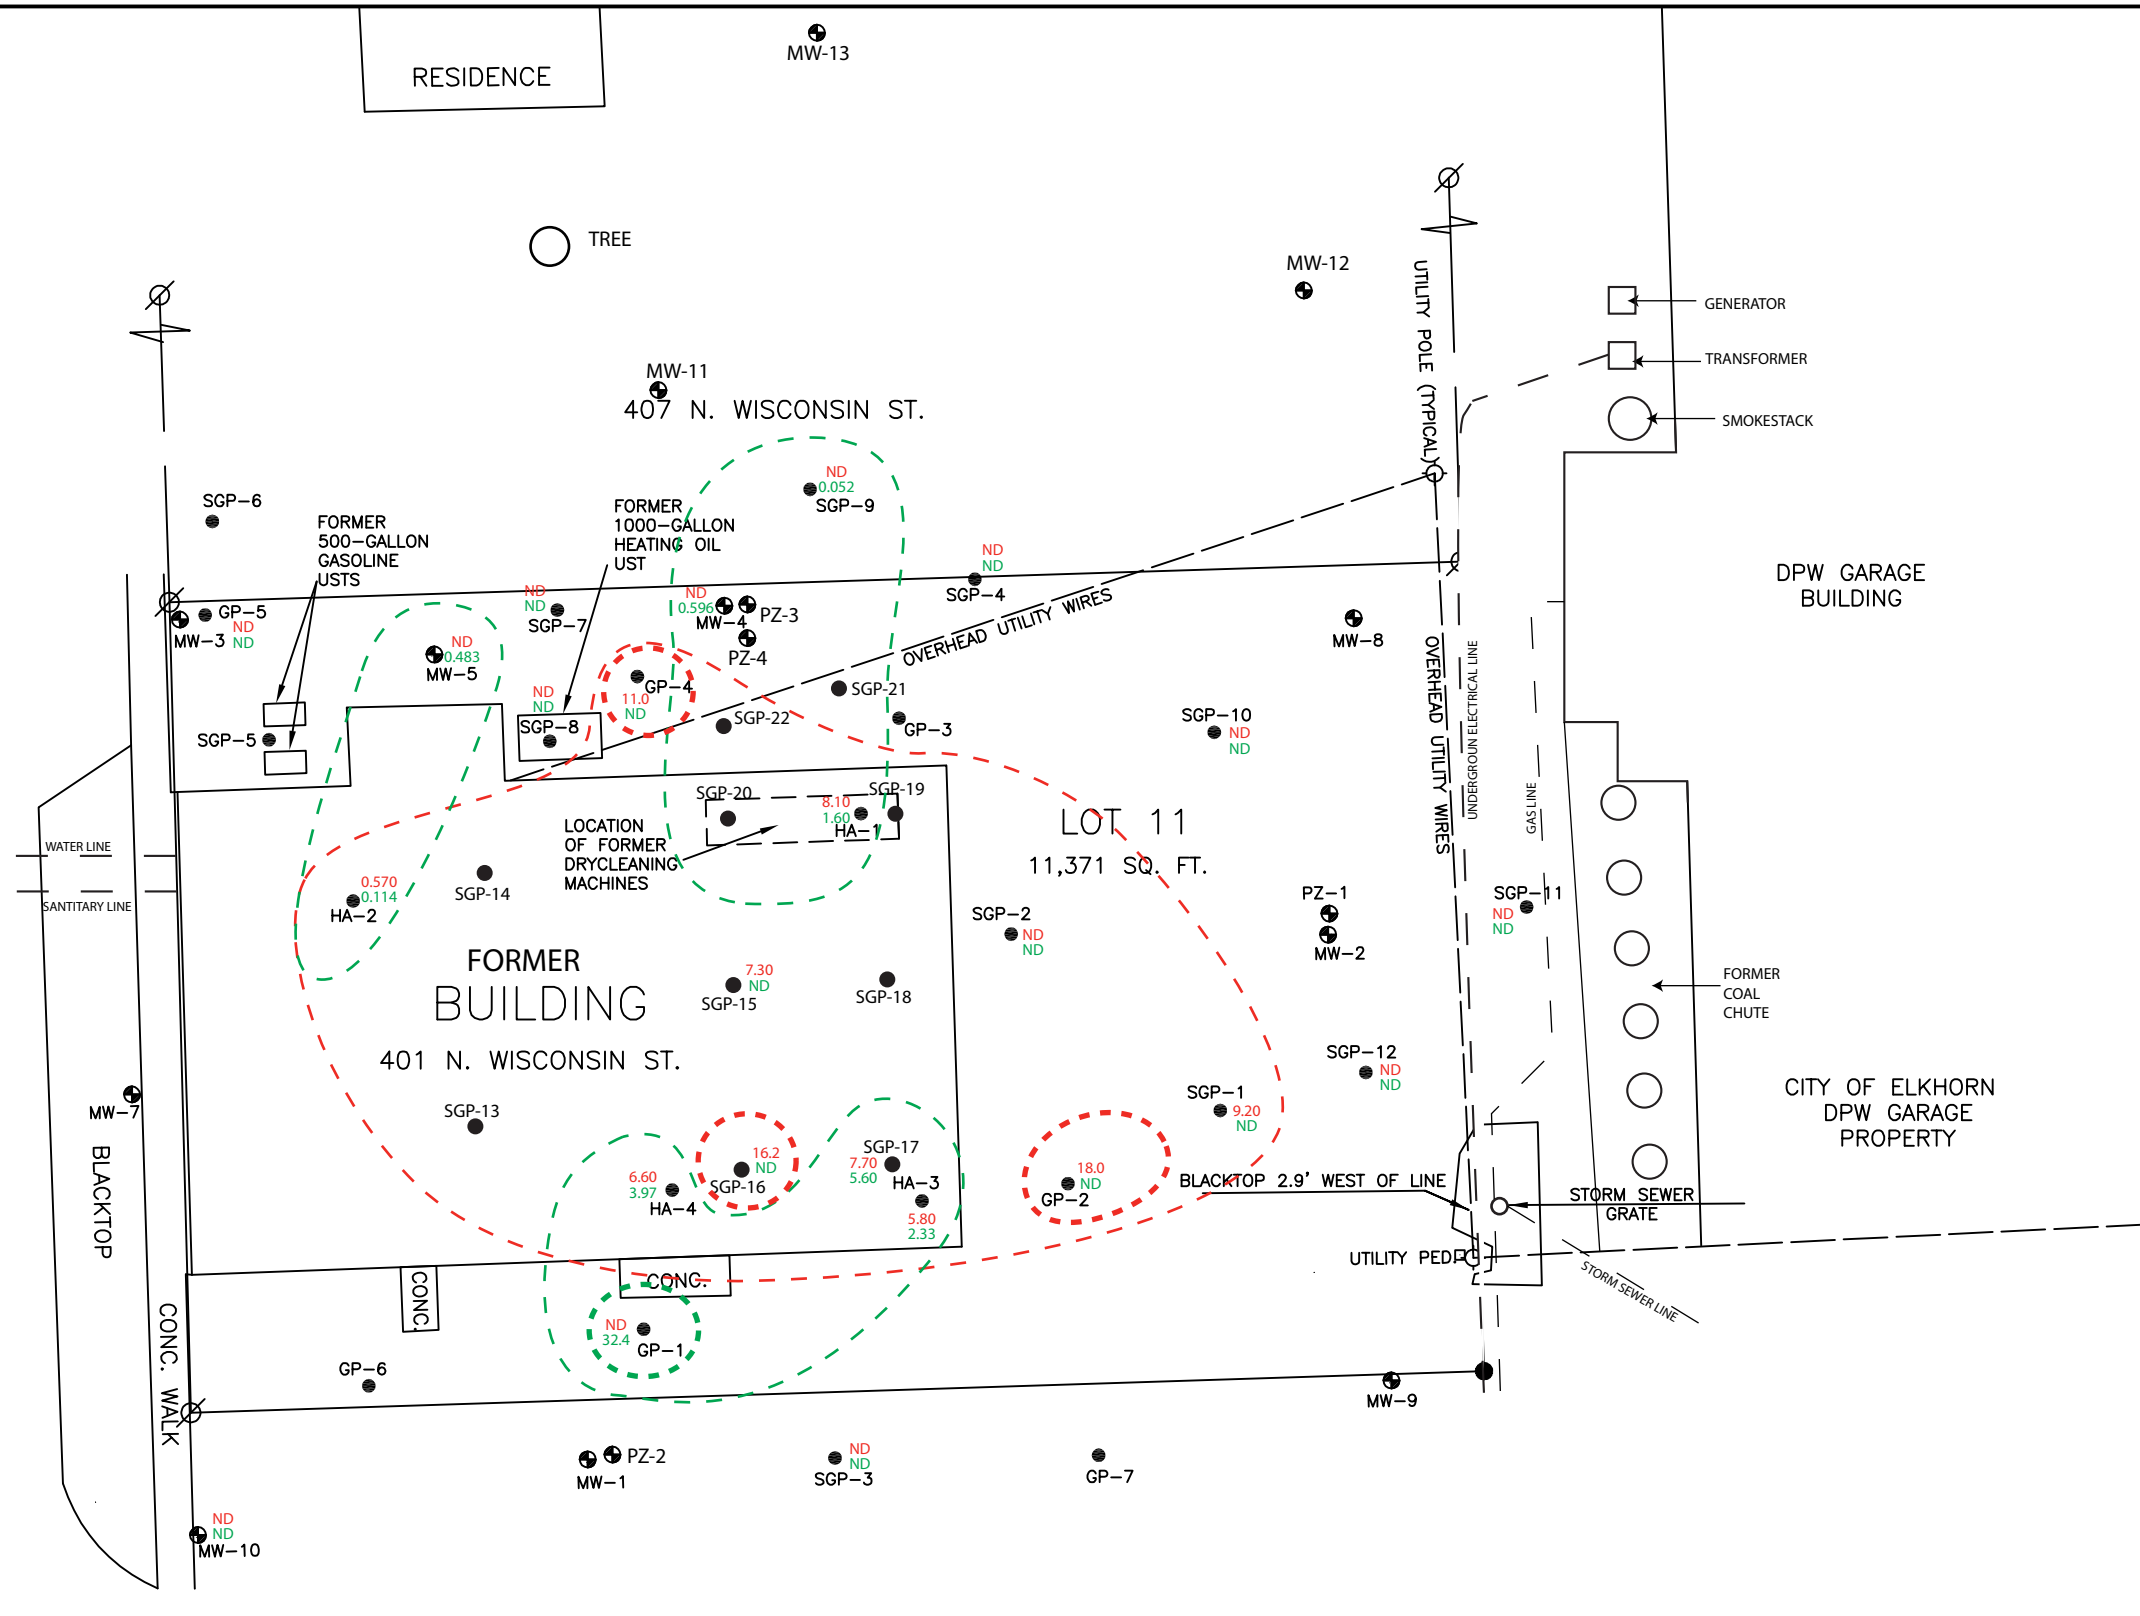 MW-13
RESIDENCE
TREE
MW-12
UTILITY POLE (TYPICAL)
GENERATOR
TRANSFORMER
SMOKESTACK
MW-11
407 N. WISCONSIN ST.
ND
0.052
SGP-9
SGP-6
FORMER
500-GALLON
GASOLINE
USTS
FORMER
1000-GALLON
HEATING OIL
UST
ND
ND
SGP-4
OVERHEAD UTILITY WIRES
DPW GARAGE
BUILDING
GP-5
ND
ND
MW-3
ND
ND
SGP-7
ND
0.596
MW-4
PZ-3
PZ-4
MW-8
ND
0.483
MW-5
GP-4
11.0
ND
ND
ND
SGP-8
SGP-5
SGP-21
SGP-22
GP-3
SGP-10
ND
ND
OVERHEAD UTILITY WIRES
UNDERGROUN ELECTRICAL LINE
GAS LINE
SGP-20
SGP-19
8.10
1.60
HA-1
LOCATION
OF FORMER
DRYCLEANING
MACHINES
LOT 11
11,371 SQ. FT.
WATER LINE
SANTITARY LINE
0.570
0.114
HA-2
SGP-14
SGP-2
ND
ND
PZ-1
MW-2
SGP-11
ND
ND
FORMER
BUILDING
401 N. WISCONSIN ST.
7.30
ND
SGP-15
SGP-18
FORMER
COAL
CHUTE
SGP-12
ND
ND
MW-7
BLACKTOP
SGP-13
SGP-1
9.20
ND
CITY OF ELKHORN
DPW GARAGE
PROPERTY
16.2
ND
SGP-16
6.60
3.97
HA-4
SGP-17
7.70
5.60
HA-3
5.80
2.33
18.0
ND
GP-2
BLACKTOP 2.9' WEST OF LINE
STORM SEWER
GRATE
UTILITY PED.
STORM SEWER LINE
CONC.
CONC.
CONC. WALK
ND
32.4
GP-1
GP-6
MW-9
PZ-2
MW-1
ND
ND
SGP-3
GP-7
ND
ND
MW-10